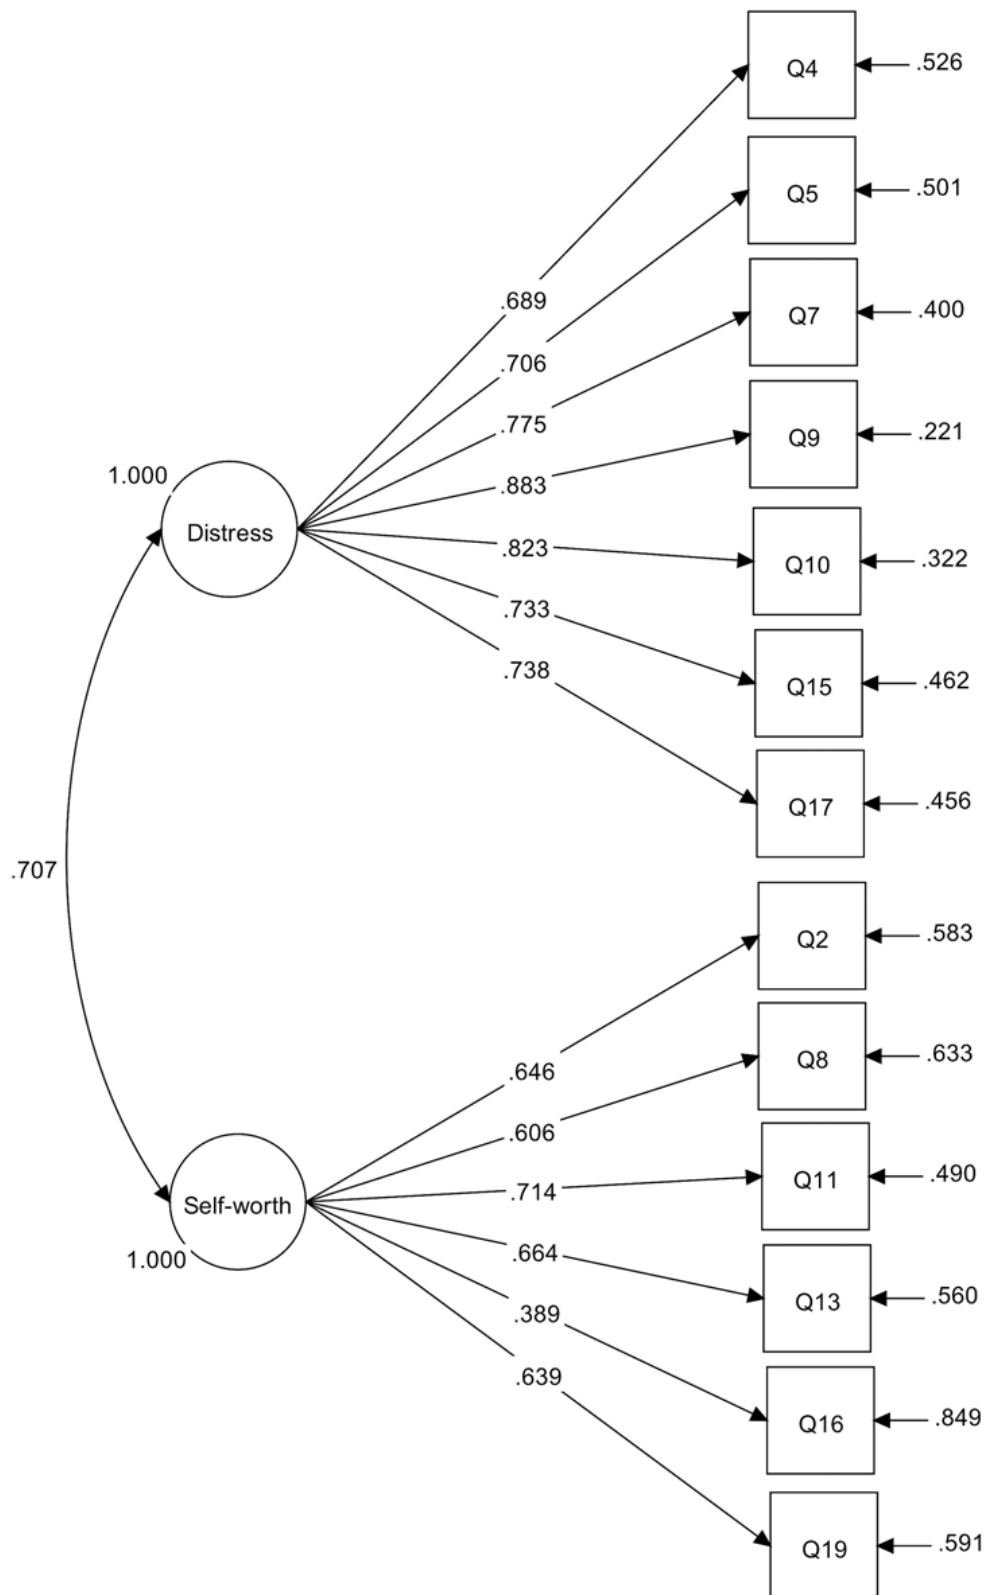 Q4
.526
Q5
.501
.689
Q7
.400
.706
.775
Q9
.221
1.000
.883
Distress
.823
Q10
.322
.733
.738
Q15
.462
Q17
.456
.707
Q2
.583
.646
Q8
.633
.606
Q11
.490
.714
Self-worth
1.000
.664
Q13
.560
.389
.639
Q16
.849
Q19
.591